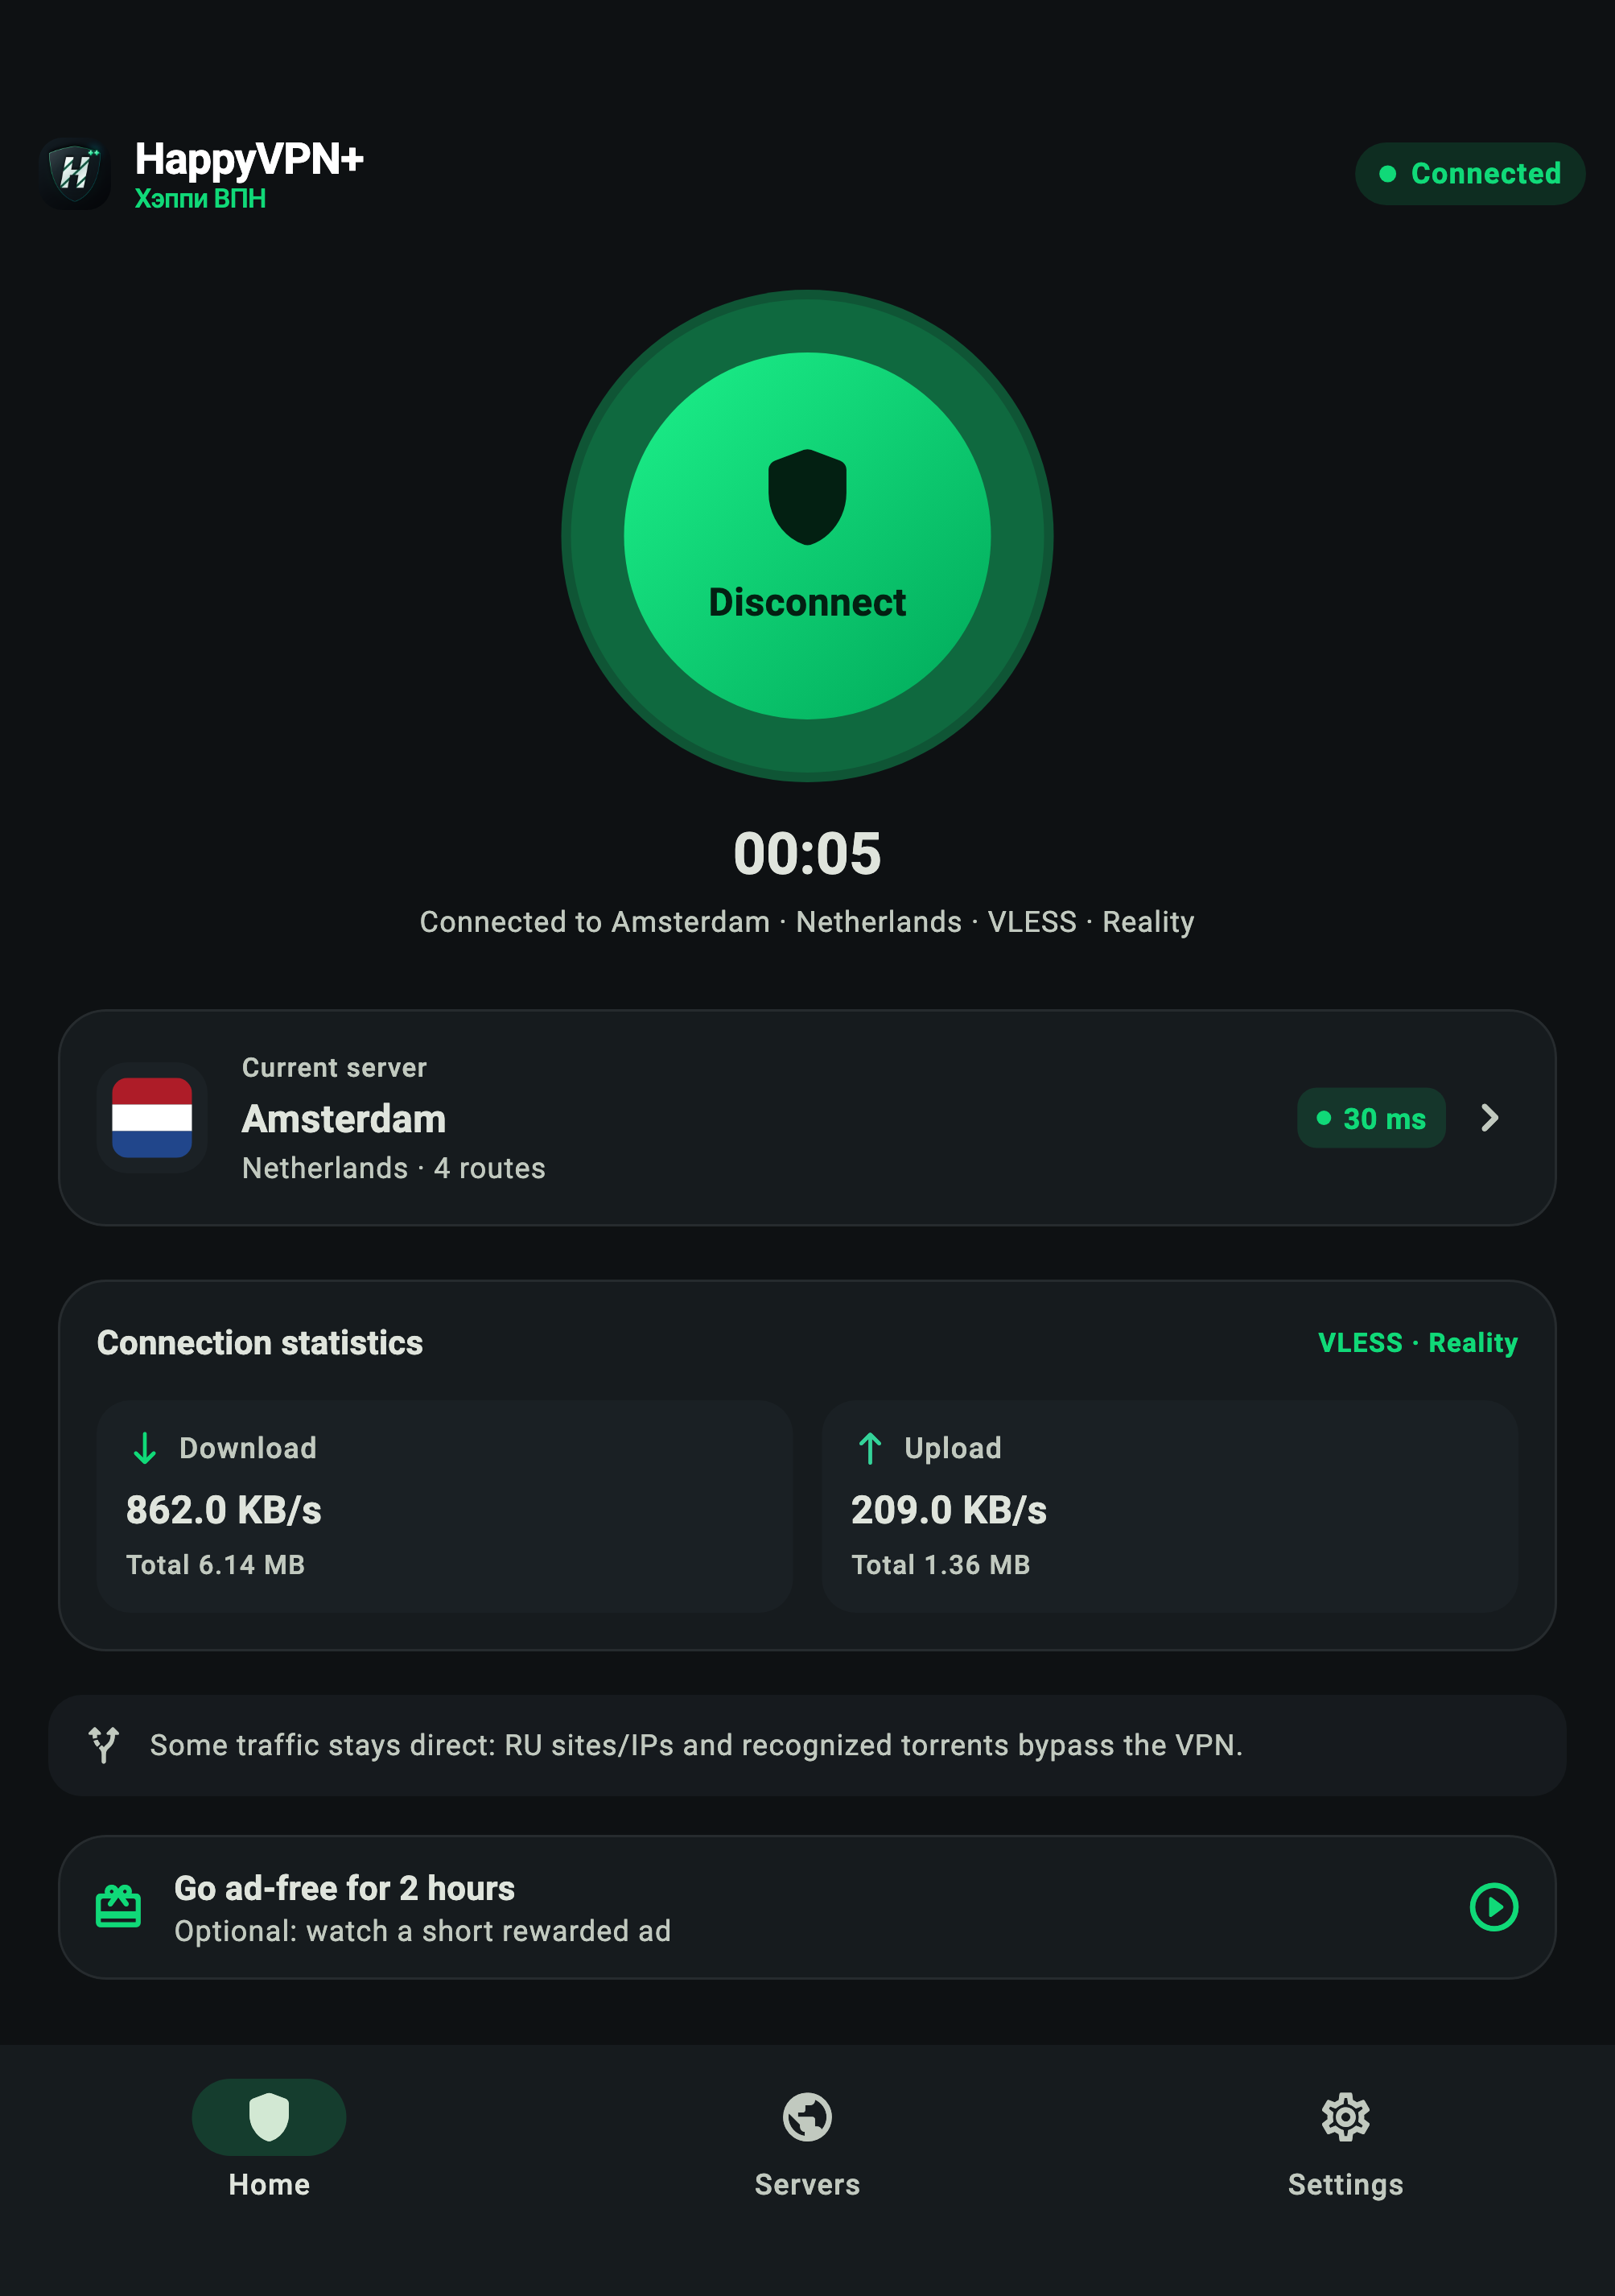 HappyVPN+
Хэппи ВПН
Connected
Disconnect
00:05
Connected to Amsterdam · Netherlands · VLESS · Reality
Current server
Amsterdam
Netherlands · 4 routes
30 ms
Connection statistics
VLESS · Reality
Download
862.0 KB/s
Total 6.14 MB
Upload
209.0 KB/s
Total 1.36 MB
Some traffic stays direct: RU sites/IPs and recognized torrents bypass the VPN.
Go ad-free for 2 hours
Optional: watch a short rewarded ad
Home
Servers
Settings